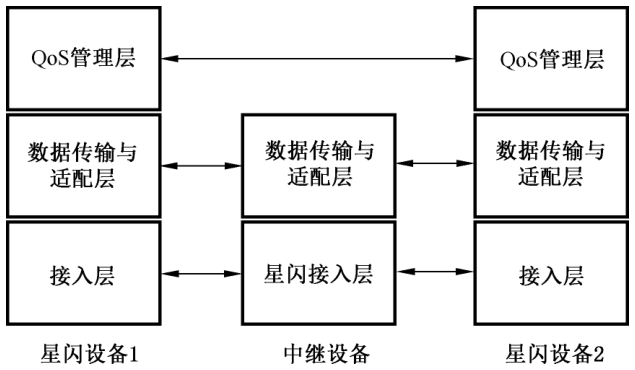 QoS管理层
QoS管理层
数据传输与
适配层
数据传输与
适配层
数据传输与
适配层
接入层
星闪接入层
接入层
星闪设备1
中继设备
星闪设备2